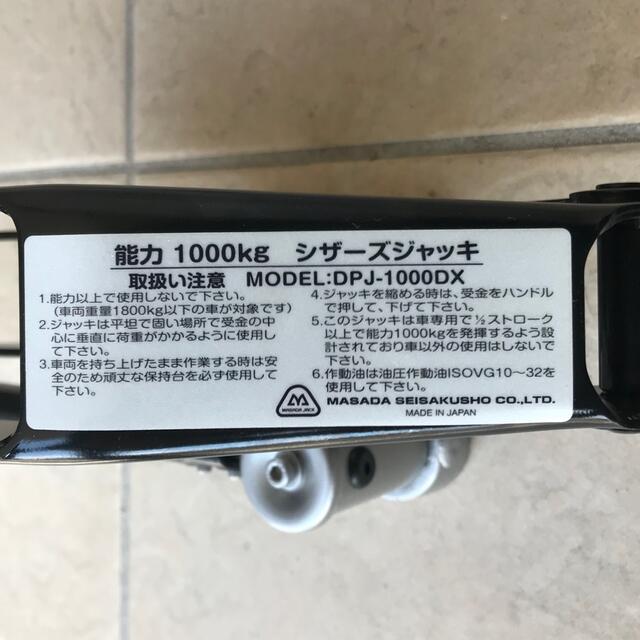 能力 1000kg シザーズジャッキ
取扱い注意 MODEL:DPJ-1000DX
1.能力以上で使用しないで下さい。
(車両重量1800kg以下の車が対象です)
2.ジャッキは平坦で固い場所で受金の中
心に垂直に荷重がかかるように使用し
て下さい。
3.車両を持ち上げたまま作業する時は安
全のため頑丈な保持台を必ず併用して
下さい。
4.ジャッキを縮める時は、受金をハンドル
で押して、下げて下さい。
5.このジャッキは車専用で½ストローク
以上で能力1000kgを発揮するよう設
計されており車以外の使用はしないで
下さい。
6.作動油は油圧作動油ISOVG10〜32を
使用して下さい。
MASADA JACK
MASADA SEISAKUSHO CO.,LTD.
MADE IN JAPAN